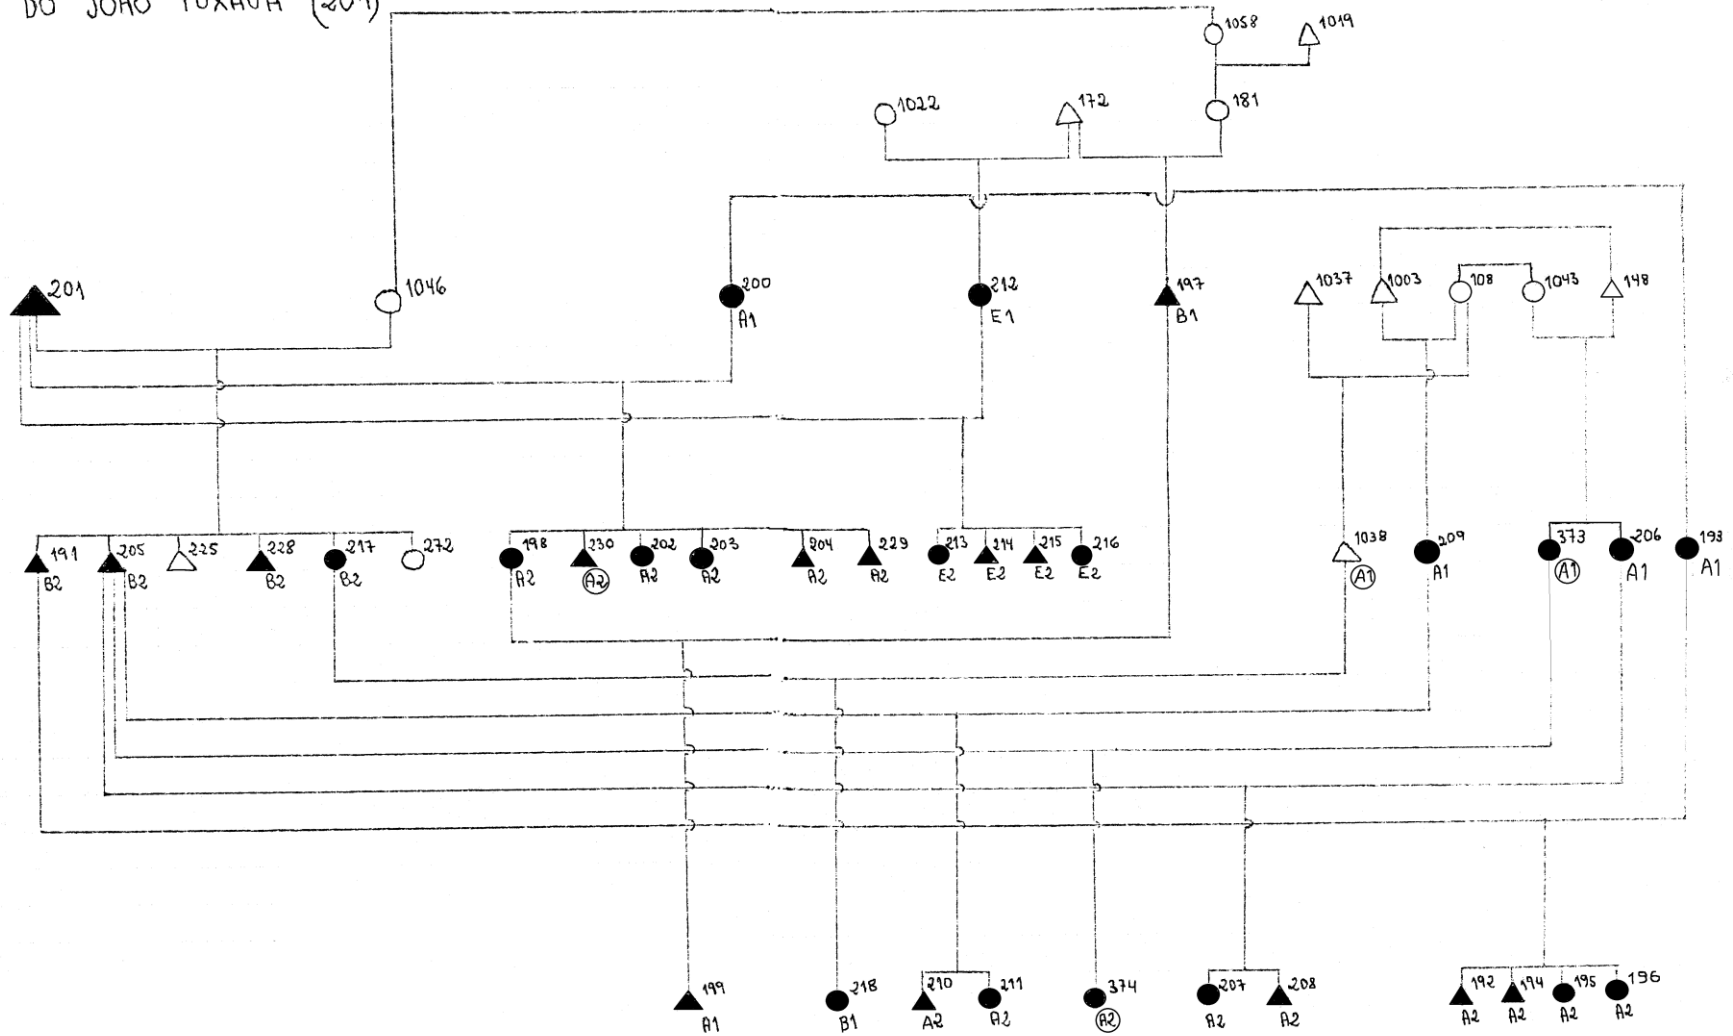 DO JOÃO TUXAUA (201)
1058 1019
1022 172 181
201 1046 200 212 197 1037 1003 108 1043 148
A1 E1 B1
191 205 225 228 217 272 198 230 202 203 204 229 213 214 215 216 1038 209 373 206 193
B2 B2 B2 B2 A2 A2 A2 A2 A2 A2 E2 E2 E2 E2 A1 A1 A1 A1 A1
199 218 210 211 374 207 208 192 194 195 196
A1 B1 A2 A2 A2 A2 A2 A2 A2 A2 A2